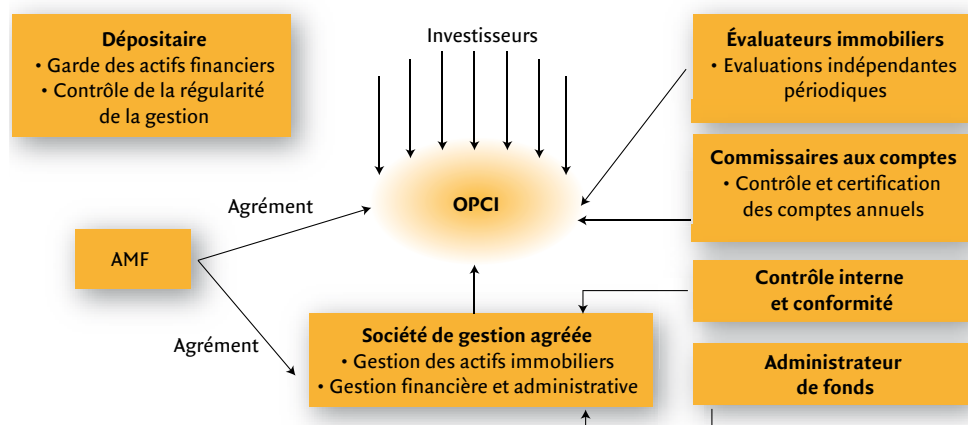 Dépositaire
• Garde des actifs financiers
• Contrôle de la régularité
de la gestion
Investisseurs
Évaluateurs immobiliers
• Evaluations indépendantes
périodiques
Commissaires aux comptes
• Contrôle et certification
des comptes annuels
OPCI
Agrément
AMF
Agrément
Contrôle interne
et conformité
Société de gestion agréée
• Gestion des actifs immobiliers
• Gestion financière et administrative
Administrateur
de fonds